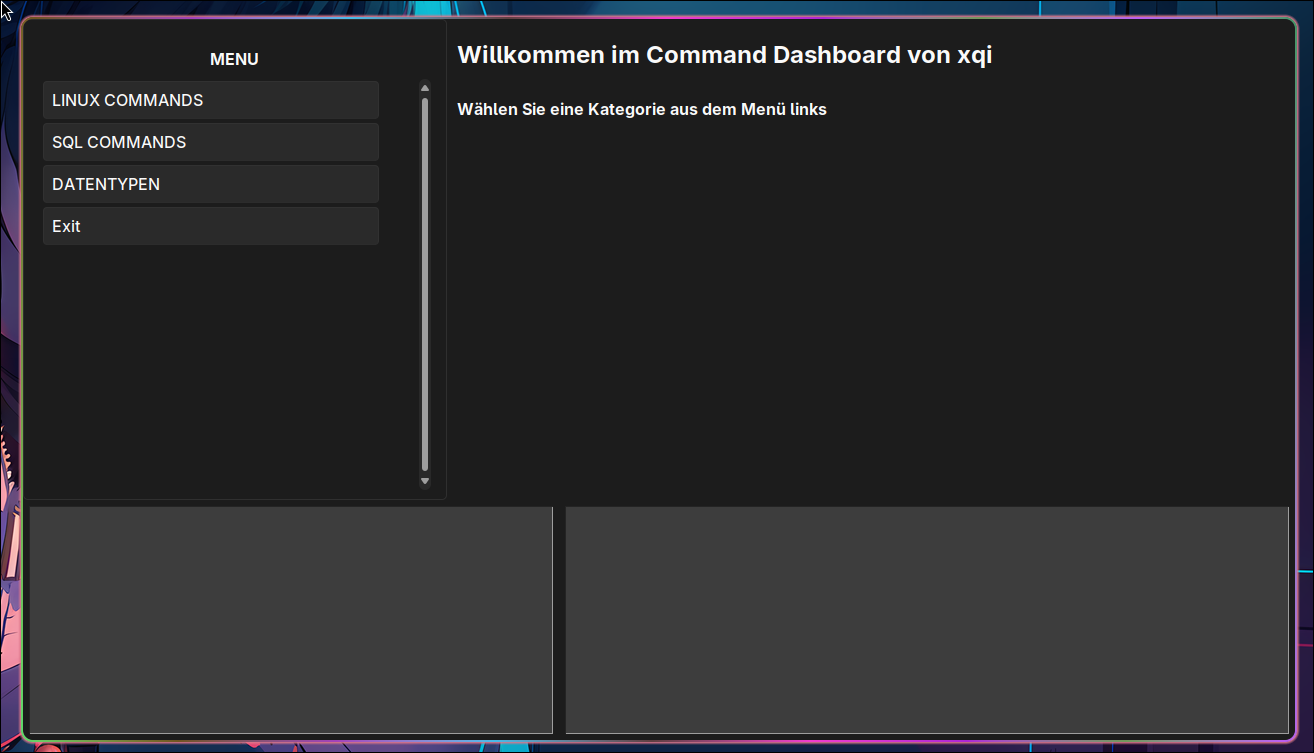 MENU
LINUX COMMANDS
SQL COMMANDS
DATENTYPEN
Exit
Willkommen im Command Dashboard von xqi
Wählen Sie eine Kategorie aus dem Menü links